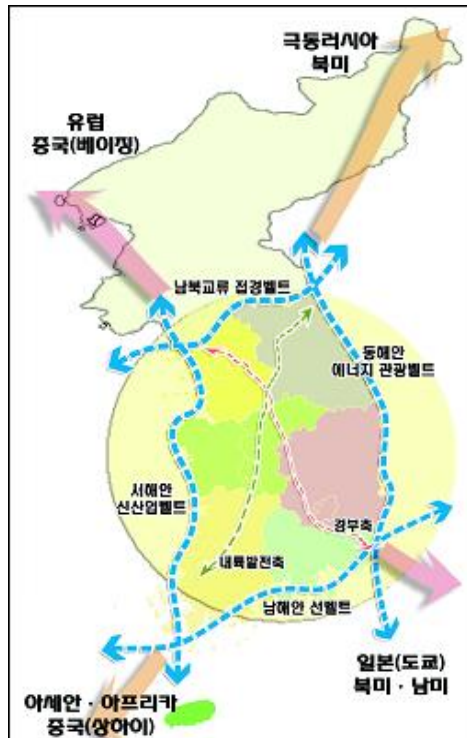 극동러시아
북미
유럽
중국(베이징)
남북교류 접경벨트
동해안
에너지 관광벨트
서해안
신산업벨트
경부축
내륙발전축
남해안 선벨트
일본(도쿄)
북미 · 남미
아세안 · 아프리카
중국(상하이)